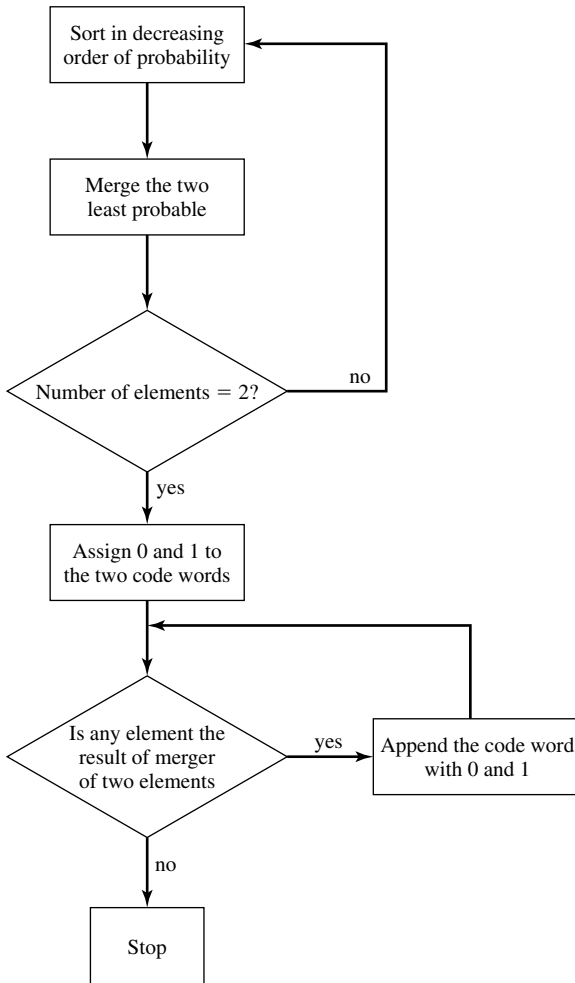 Sort in decreasing
order of probability
Merge the two
least probable
Number of elements = 2?
no
yes
Assign 0 and 1 to
the two code words
Is any element the
result of merger
of two elements
yes
Append the code word
with 0 and 1
no
Stop